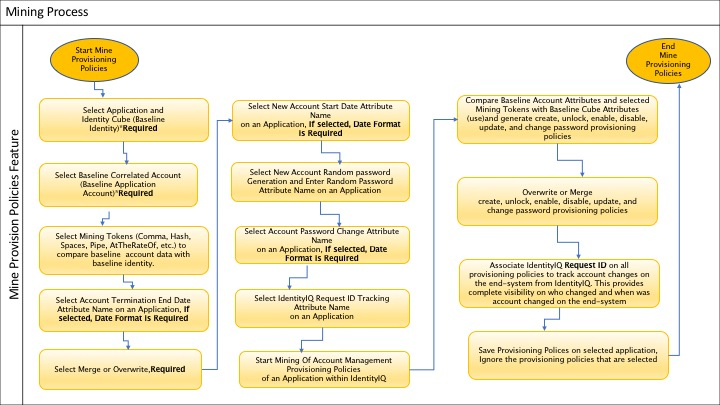 Mining Process
Mine Provision Policies Feature
Start Mine
Provisioning
Policies
Select Application and
Identity Cube (Baseline
Identity)*Required
Select Baseline Correlated Account
(Baseline Application
Account)*Required
Select Mining Tokens (Comma, Hash,
Spaces, Pipe, AtTheRateOf, etc.) to
compare baseline account data with
baseline identity.
Select Account Termination End Date
Attribute Name on an Application, If
selected, Date Format is Required
Select Merge or Overwrite,Required
Select New Account Start Date Attribute
Name
on an Application, If selected, Date Format
is Required
Select New Account Random password
Generation and Enter Random Password
Attribute Name on an Application
Select Account Password Change Attribute
Name
on an Application, If selected, Date
Format is Required
Select IdentityIQ Request ID Tracking
Attribute Name
on an Application
Start Mining Of Account Management
Provisioning Policies
of an Application within IdentityIQ
Compare Baseline Account Attributes and selected
Mining Tokens with Baseline Cube Attributes
(use)and generate create, unlock, enable, disable,
update, and change password provisioning
policies
Overwrite or Merge
create, unlock, enable, disable, update, and
change password provisioning policies
Associate IdentityIQ Request ID on all
provisioning policies to track account changes on
the end-system from IdentityIQ. This provides
complete visibility on who changed and when was
account changed on the end-system
Save Provisioning Polices on selected application,
Ignore the provisioning policies that are selected
End
Mine
Provisioning
Policies